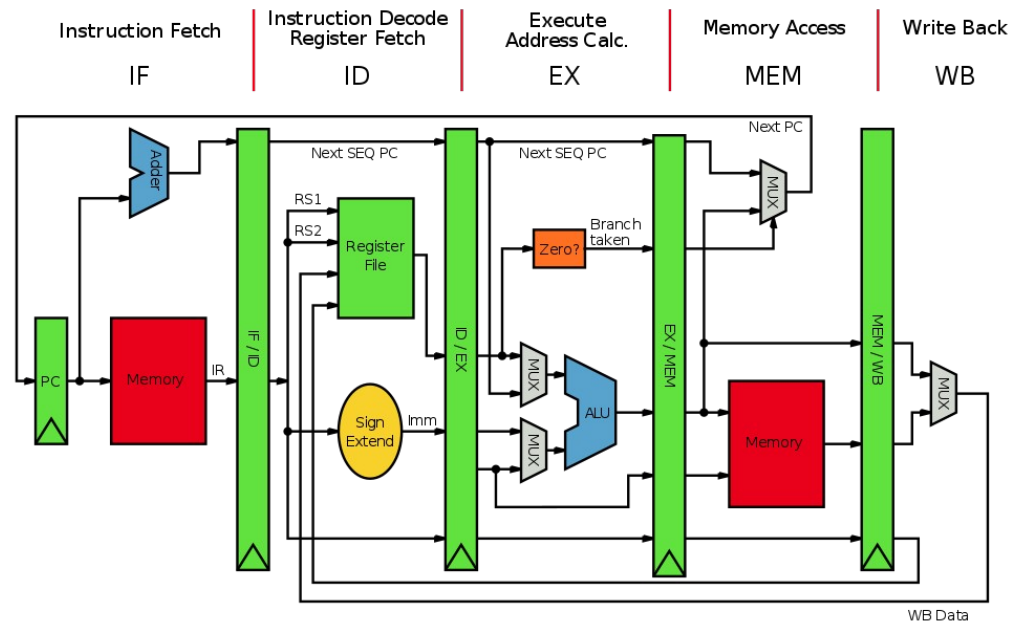 Instruction Fetch
IF
Instruction Decode
Register Fetch
ID
Execute
Address Calc.
EX
Memory Access
MEM
Write Back
WB
Next PC
Adder
Next SEQ PC
Next SEQ PC
MUX
RS1
RS2
Register
File
Branch
taken
Zero?
IF / ID
ID / EX
EX / MEM
MEM / WB
PC
Memory
IR
MUX
ALU
MUX
Sign
Extend
Imm
MUX
Memory
MUX
WB Data